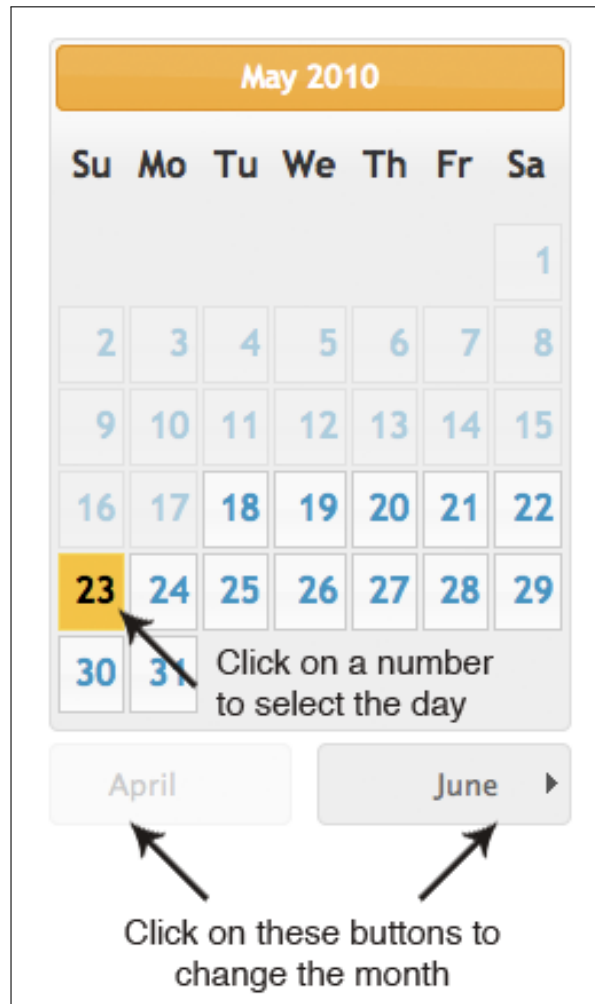 May 2010
Su Mo Tu We Th Fr Sa
1
2 3 4 5 6 7 8
9 10 11 12 13 14 15
16 17 18 19 20 21 22
23 24 25 26 27 28 29
30 31
Click on a number
to select the day
April June
Click on these buttons to
change the month